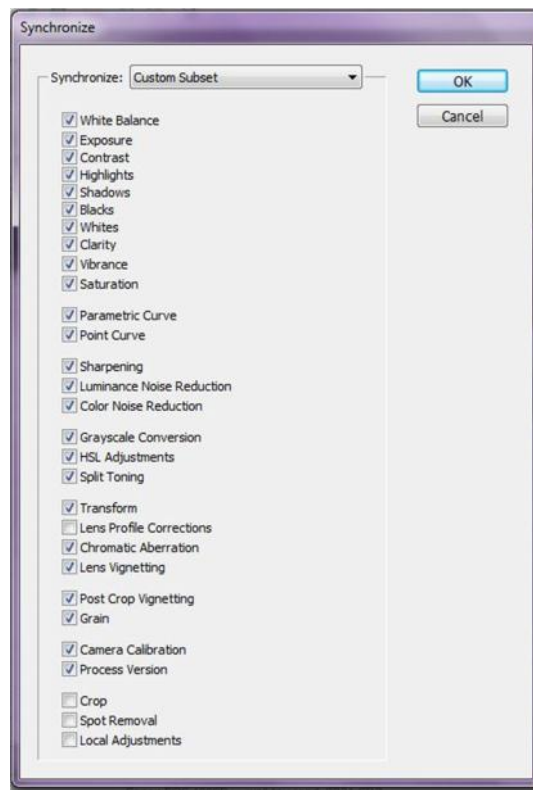 Synchronize
Synchronize: Custom Subset
OK
Cancel
White Balance
Exposure
Contrast
Highlights
Shadows
Blacks
Whites
Clarity
Vibrance
Saturation
Parametric Curve
Point Curve
Sharpening
Luminance Noise Reduction
Color Noise Reduction
Grayscale Conversion
HSL Adjustments
Split Toning
Transform
Lens Profile Corrections
Chromatic Aberration
Lens Vignetting
Post Crop Vignetting
Grain
Camera Calibration
Process Version
Crop
Spot Removal
Local Adjustments